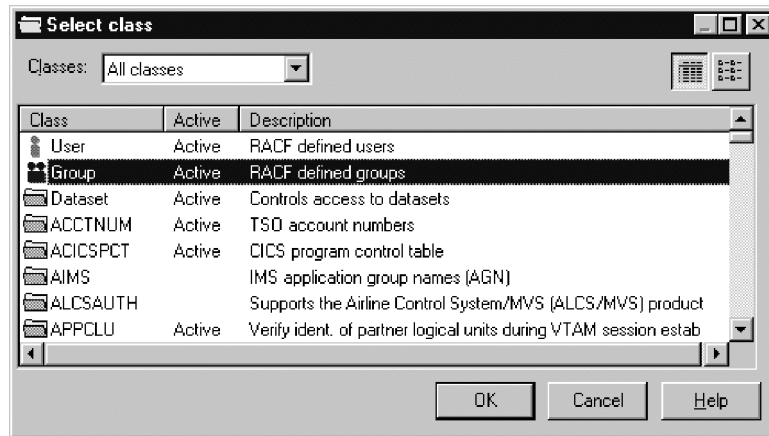 Select class
Classes: All classes
Class Active Description
User Active RACF defined users
Group Active RACF defined groups
Dataset Active Controls access to datasets
ACCTNUM Active TSO account numbers
ACICSPCT Active CICS program control table
AIMS IMS application group names (AGN)
ALCSAUTH Supports the Airline Control System/MVS (ALCS/MVS) product
APPCLU Active Verify ident. of partner logical units during VTAM session estab
OK Cancel Help